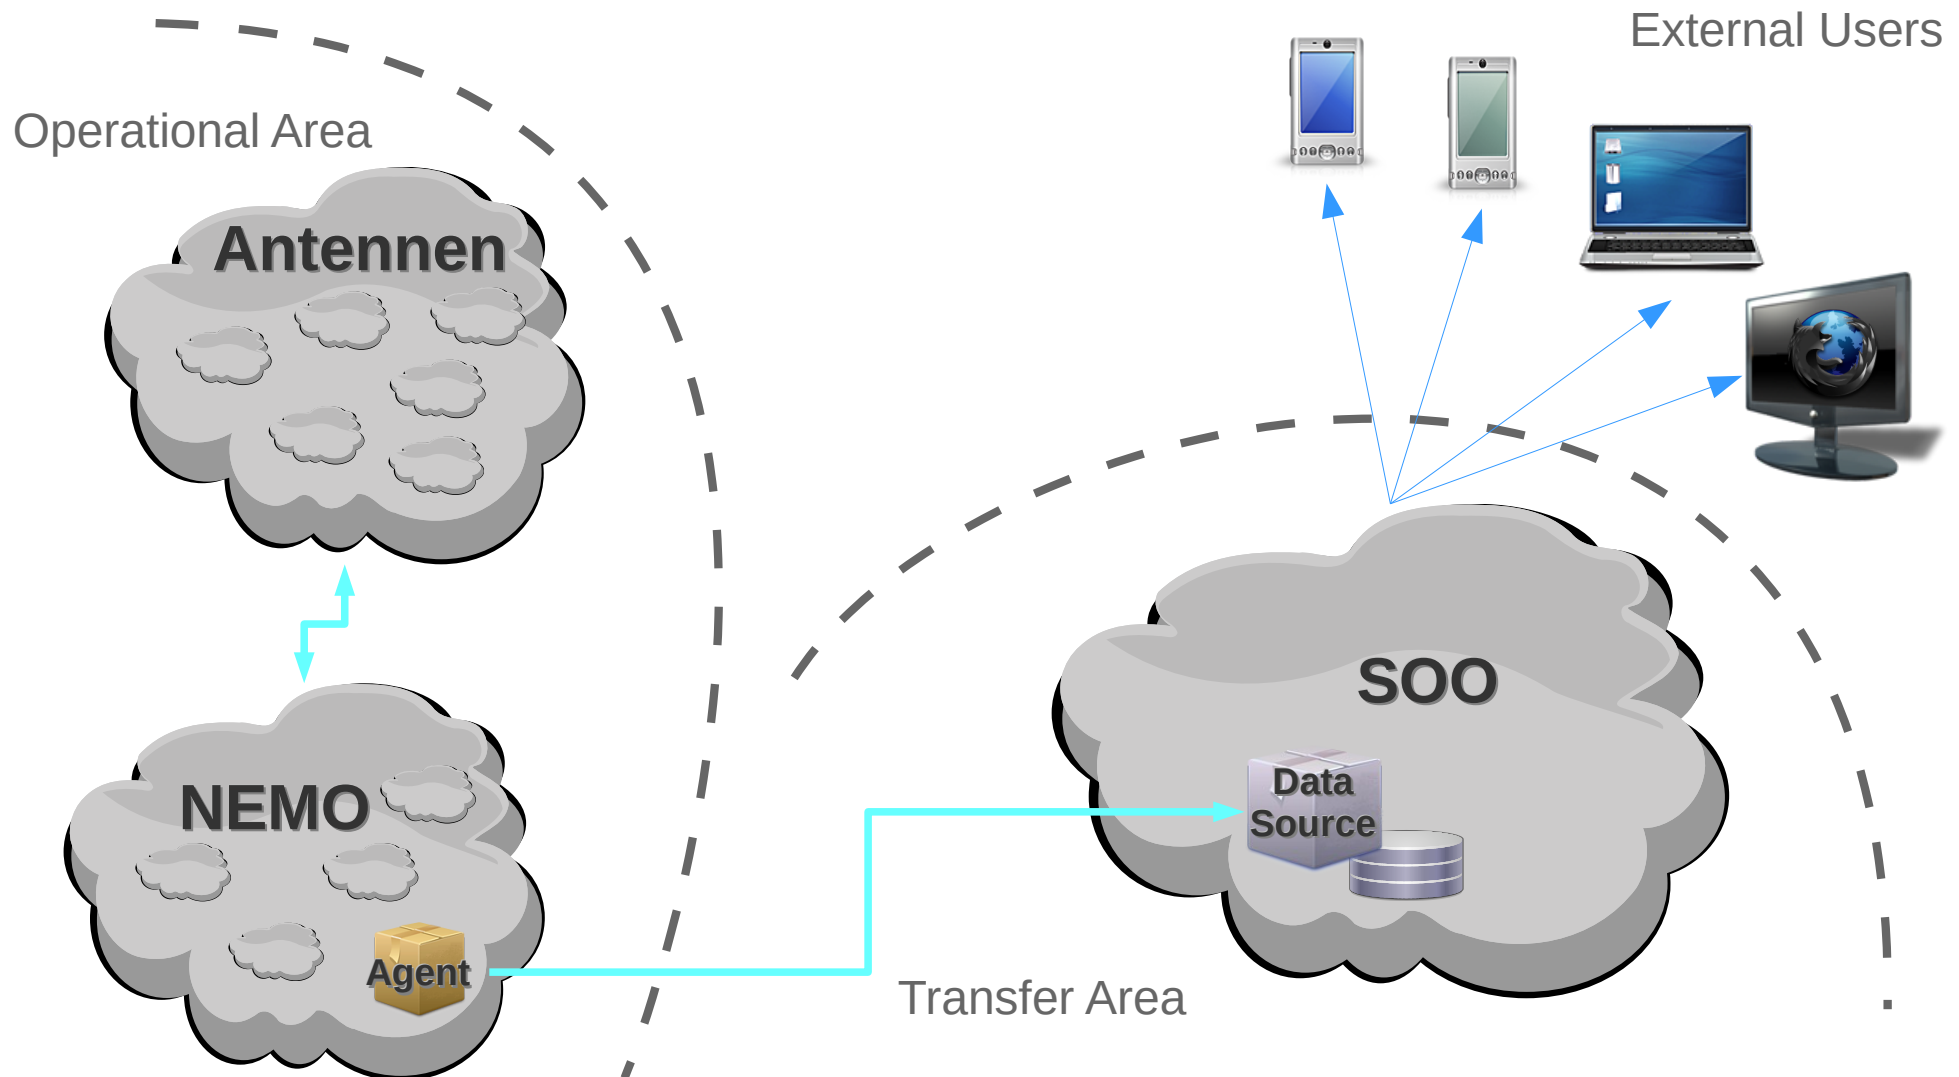 External Users
Operational Area
Antennen
SOO
Data
Source
NEMO
Agent
Transfer Area